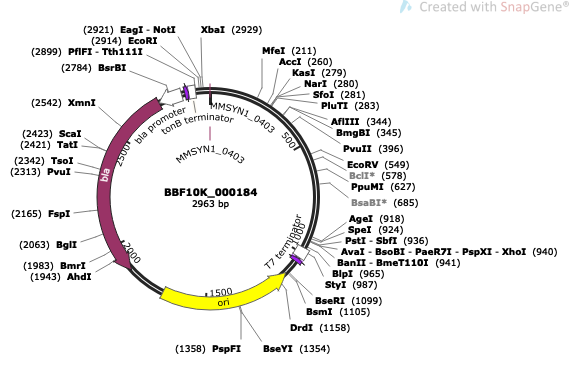 Created with SnapGene®
(2921) EagI - NotI
XbaI (2929)
(2914) EcoRI
(2899) PflFI - Tth111I
(2784) BsrBI
MfeI (211)
AccI (260)
KasI (279)
NarI (280)
SfoI (281)
PluTI (283)
AflIII (344)
BmgBI (345)
PvuII (396)
EcoRV (549)
BclI* (578)
PpuMI (627)
BsaBI* (685)
AgeI (918)
SpeI (924)
PstI - SbfI (936)
AvaI - BsoBI - PaeR7I - PspXI - XhoI (940)
BanII - BmeT110I (941)
BlpI (965)
StyI (987)
BseRI (1099)
BsmI (1105)
DrdI (1158)
BseYI (1354)
(1358) PspFI
(2542) XmnI
(2423) ScaI
(2421) TatI
(2342) TsoI
(2313) PvuI
(2165) FspI
(2063) BglI
(1983) BmrI
(1943) AhdI
MMSYN1_0403
tonB terminator
bla promoter
MMSYN1_0403
500
2500
bla
BBF10K_000184
2963 bp
T7 terminator
1000
2000
1500
ori